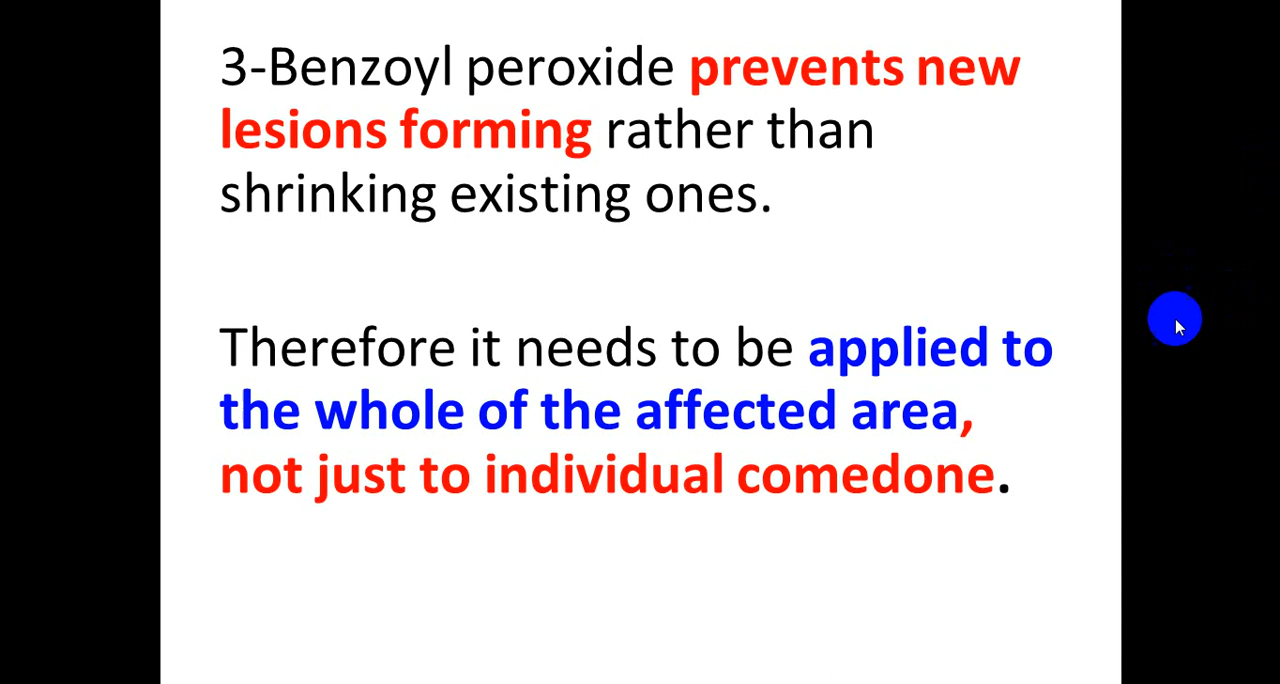 3-Benzoyl peroxide prevents new
lesions forming rather than
shrinking existing ones.
Therefore it needs to be applied to
the whole of the affected area,
not just to individual comedone.